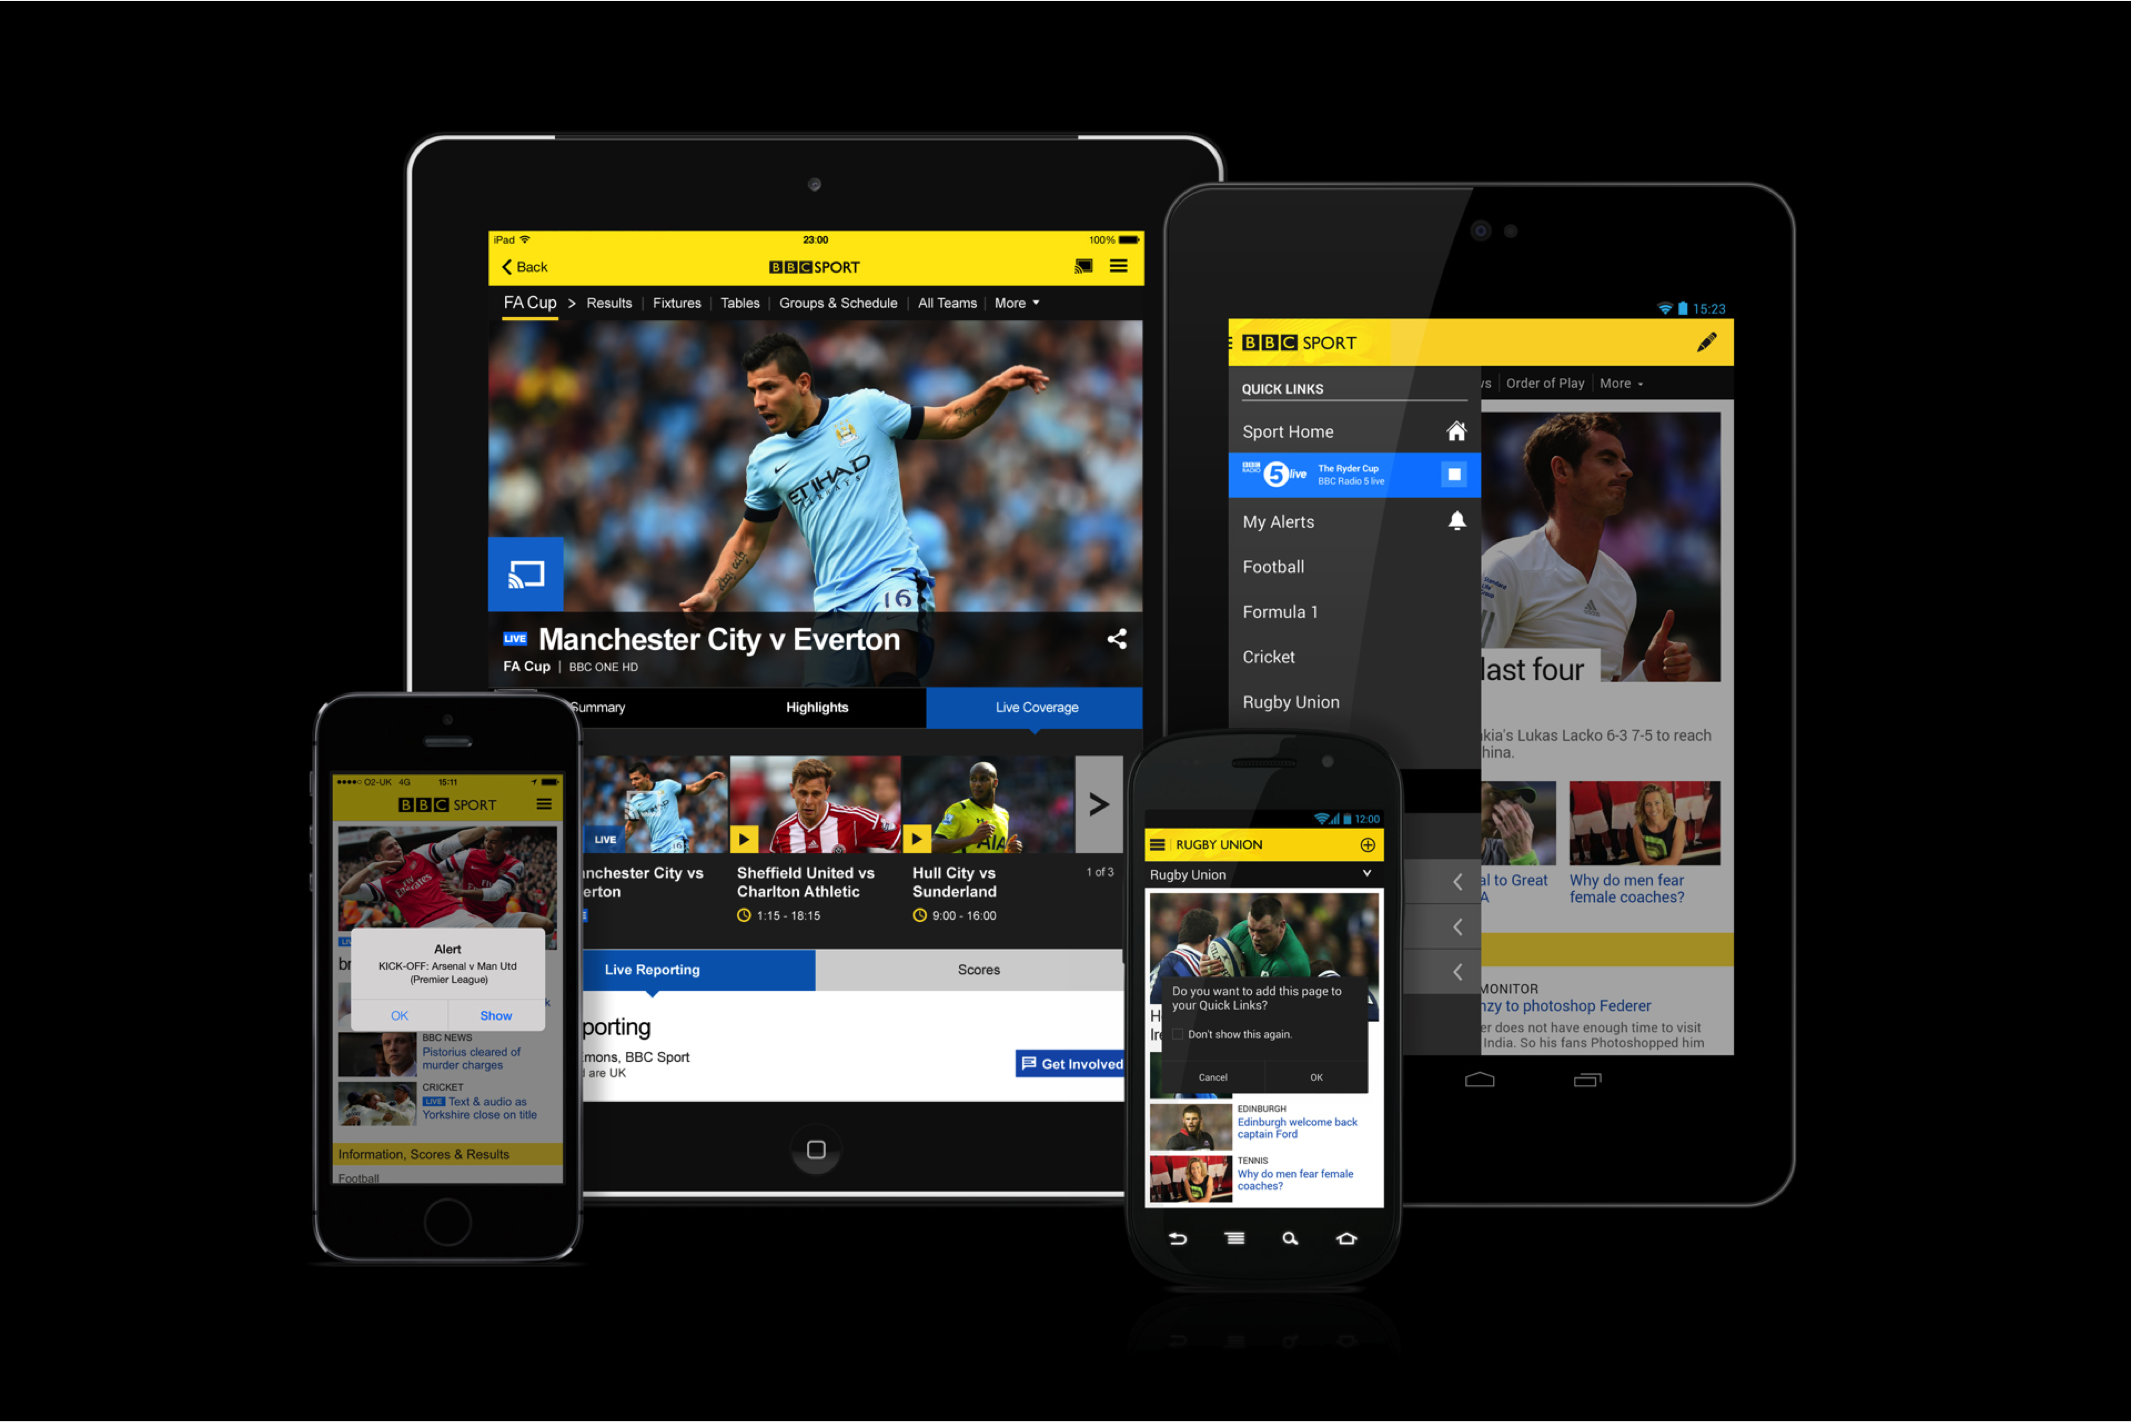 iPad
23:00
100%
Back
BBC SPORT
FA Cup > Results | Fixtures | Tables | Groups & Schedule | All Teams | More
ETIHAD
AIRWAYS
16
LIVE Manchester City v Everton
FA Cup | BBC ONE HD
Summary
Highlights
Live Coverage
LIVE
nchester City vs
erton
Sheffield United vs
Charlton Athletic
1:15 - 18:15
Hull City vs
Sunderland
9:00 - 16:00
1 of 3
Live Reporting
Scores
porting
mons, BBC Sport
are UK
Get Involved
15:23
BBC SPORT
QUICK LINKS
Sport Home
BBC RADIO 5 live
The Ryder Cup
BBC Radio 5 live
My Alerts
Football
Formula 1
Cricket
Rugby Union
vs | Order of Play | More
last four
kia's Lukas Lacko 6-3 7-5 to reach
hina.
al to Great
A
Why do men fear
female coaches?
MONITOR
nzy to photoshop Federer
er does not have enough time to visit
India. So his fans Photoshopped him
O2-UK 4G
15:11
BBC SPORT
Alert
KICK-OFF: Arsenal v Man Utd
(Premier League)
OK
Show
br
k
BBC NEWS
Pistorius cleared of
murder charges
CRICKET
LIVE Text & audio as
Yorkshire close on title
Information, Scores & Results
Football
12:00
RUGBY UNION
Rugby Union
Do you want to add this page to
your Quick Links?
Don't show this again.
Cancel
OK
H
Ire
EDINBURGH
Edinburgh welcome back
captain Ford
TENNIS
Why do men fear female
coaches?